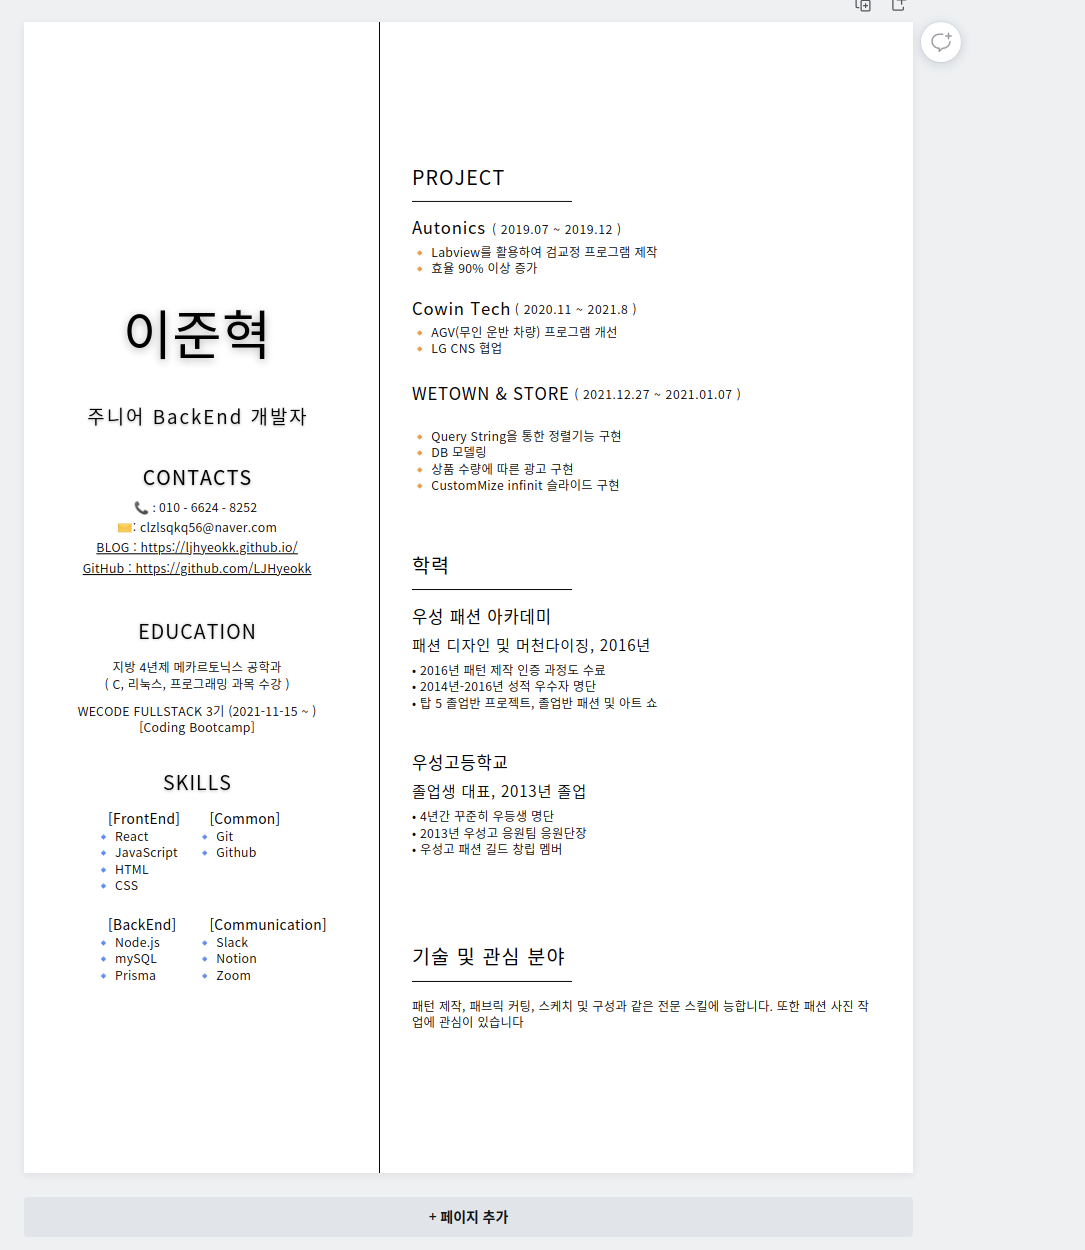 이준혁
주니어 BackEnd 개발자
CONTACTS
📞 : 010 - 6624 - 8252
✉️: clzlsqkq56@naver.com
BLOG : https://ljhyeokk.github.io/
GitHub : https://github.com/LJHyeokk
EDUCATION
지방 4년제 메카르토닉스 공학과
( C, 리눅스, 프로그래밍 과목 수강 )
WECODE FULLSTACK 3기 (2021-11-15 ~ )
[Coding Bootcamp]
SKILLS
[FrontEnd]
🔹 React
🔹 JavaScript
🔹 HTML
🔹 CSS
[Common]
🔹 Git
🔹 Github
[BackEnd]
🔹 Node.js
🔹 mySQL
🔹 Prisma
[Communication]
🔹 Slack
🔹 Notion
🔹 Zoom
PROJECT
Autonics ( 2019.07 ~ 2019.12 )
🔸 Labview를 활용하여 검교정 프로그램 제작
🔸 효율 90% 이상 증가
Cowin Tech ( 2020.11 ~ 2021.8 )
🔸 AGV(무인 운반 차량) 프로그램 개선
🔸 LG CNS 협업
WETOWN & STORE ( 2021.12.27 ~ 2021.01.07 )
🔸 Query String을 통한 정렬기능 구현
🔸 DB 모델링
🔸 상품 수량에 따른 광고 구현
🔸 CustomMize infinit 슬라이드 구현
학력
우성 패션 아카데미
패션 디자인 및 머천다이징, 2016년
• 2016년 패턴 제작 인증 과정도 수료
• 2014년-2016년 성적 우수자 명단
• 탑 5 졸업반 프로젝트, 졸업반 패션 및 아트 쇼
우성고등학교
졸업생 대표, 2013년 졸업
• 4년간 꾸준히 우등생 명단
• 2013년 우성고 응원팀 응원단장
• 우성고 패션 길드 창립 멤버
기술 및 관심 분야
패턴 제작, 패브릭 커팅, 스케치 및 구성과 같은 전문 스킬에 능합니다. 또한 패션 사진 작
업에 관심이 있습니다
+ 페이지 추가